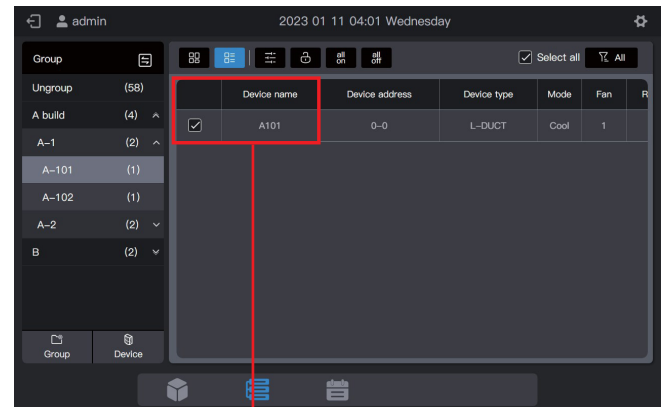 admin
2023 01 11 04:01 Wednesday
Group
all on
all off
Select all
All
Ungroup (58)
A build (4)
A-1 (2)
A-101 (1)
A-102 (1)
A-2 (2)
B (2)
Device name Device address Device type Mode Fan R
A101 0-0 L-DUCT Cool 1
Group
Device